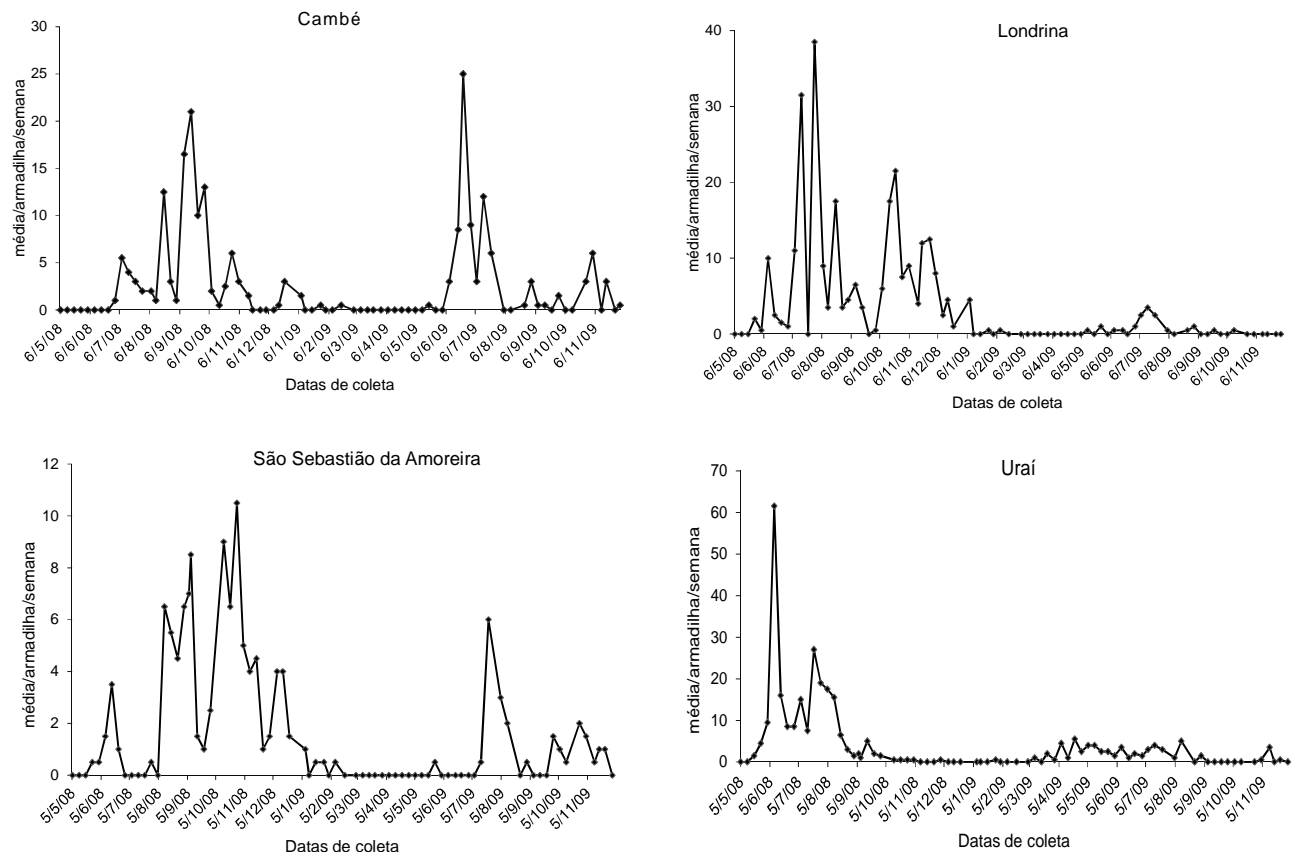 Cambé
média/armadilha/semana
30
25
20
15
10
5
0
6/5/08 6/6/08 6/7/08 6/8/08 6/9/08 6/10/08 6/11/08 6/12/08 6/1/09 6/2/09 6/3/09 6/4/09 6/5/09 6/6/09 6/7/09 6/8/09 6/9/09 6/10/09 6/11/09
Datas de coleta
Londrina
média/armadilha/semana
40
30
20
10
0
6/5/08 6/6/08 6/7/08 6/8/08 6/9/08 6/10/08 6/11/08 6/12/08 6/1/09 6/2/09 6/3/09 6/4/09 6/5/09 6/6/09 6/7/09 6/8/09 6/9/09 6/10/09 6/11/09
Datas de coleta
São Sebastião da Amoreira
média/armadilha/semana
12
10
8
6
4
2
0
5/5/08 5/6/08 5/7/08 5/8/08 5/9/08 5/10/08 5/11/08 5/12/08 5/1/09 5/2/09 5/3/09 5/4/09 5/5/09 5/6/09 5/7/09 5/8/09 5/9/09 5/10/09 5/11/09
Datas de coleta
Uraí
média/armadilha/semana
70
60
50
40
30
20
10
0
5/5/08 5/6/08 5/7/08 5/8/08 5/9/08 5/10/08 5/11/08 5/12/08 5/1/09 5/2/09 5/3/09 5/4/09 5/5/09 5/6/09 5/7/09 5/8/09 5/9/09 5/10/09 5/11/09
Datas de coleta